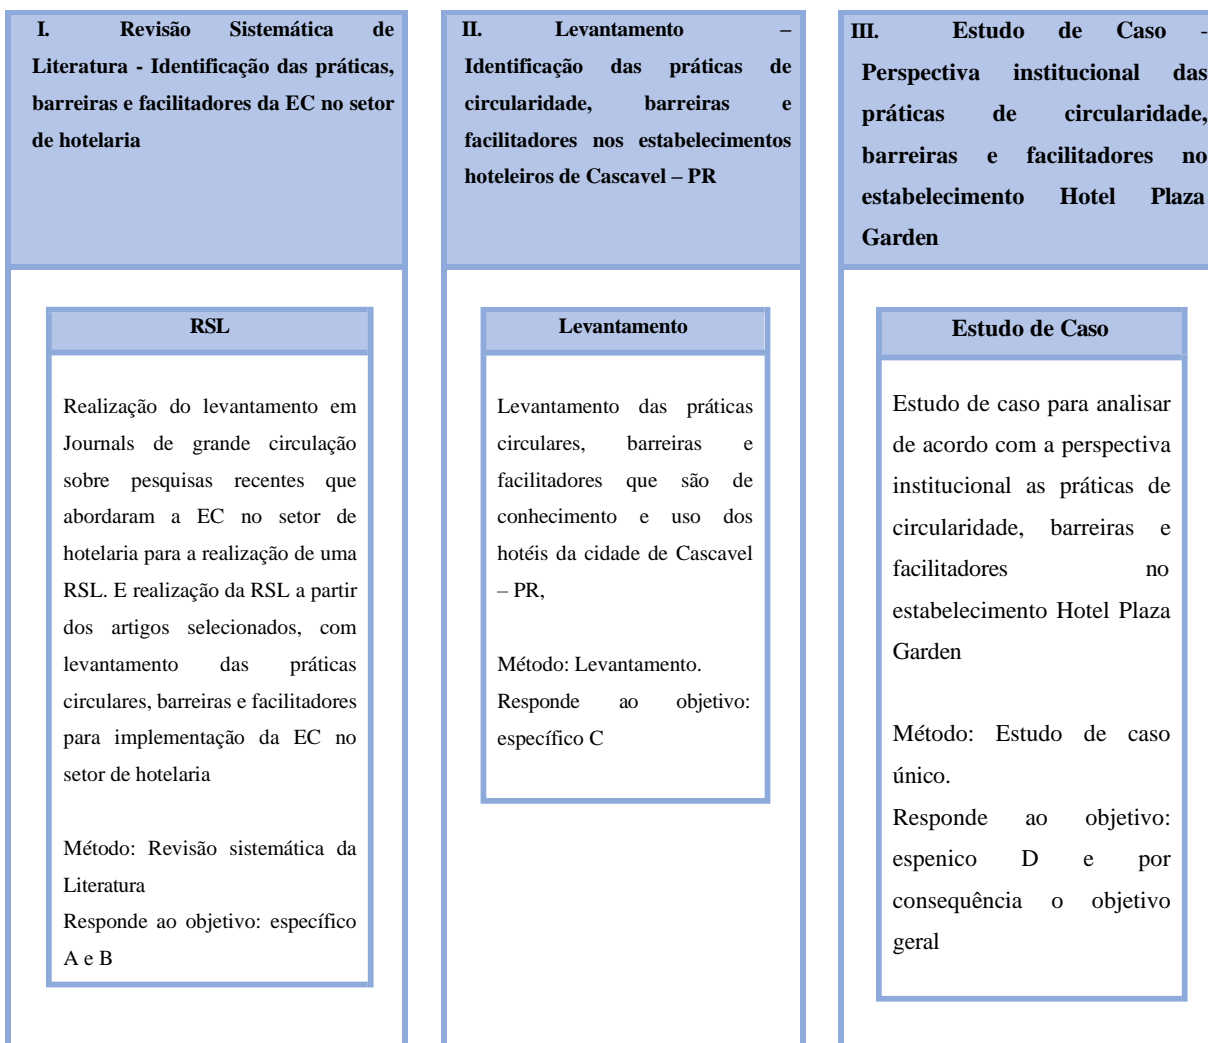 I. Revisão Sistemática de
Literatura - Identificação das práticas,
barreiras e facilitadores da EC no setor
de hotelaria
RSL
Realização do levantamento em
Journals de grande circulação
sobre pesquisas recentes que
abordaram a EC no setor de
hotelaria para a realização de uma
RSL. E realização da RSL a partir
dos artigos selecionados, com
levantamento das práticas
circulares, barreiras e facilitadores
para implementação da EC no
setor de hotelaria
Método: Revisão sistemática da
Literatura
Responde ao objetivo: específico
A e B
II. Levantamento –
Identificação das práticas de
circularidade, barreiras e
facilitadores nos estabelecimentos
hoteleiros de Cascavel – PR
Levantamento
Levantamento das práticas
circulares, barreiras e
facilitadores que são de
conhecimento e uso dos
hotéis da cidade de Cascavel
– PR,
Método: Levantamento.
Responde ao objetivo:
específico C
III. Estudo de Caso -
Perspectiva institucional das
práticas de circularidade,
barreiras e facilitadores no
estabelecimento Hotel Plaza
Garden
Estudo de Caso
Estudo de caso para analisar
de acordo com a perspectiva
institucional as práticas de
circularidade, barreiras e
facilitadores no
estabelecimento Hotel Plaza
Garden
Método: Estudo de caso
único.
Responde ao objetivo:
espenico D e por
consequência o objetivo
geral